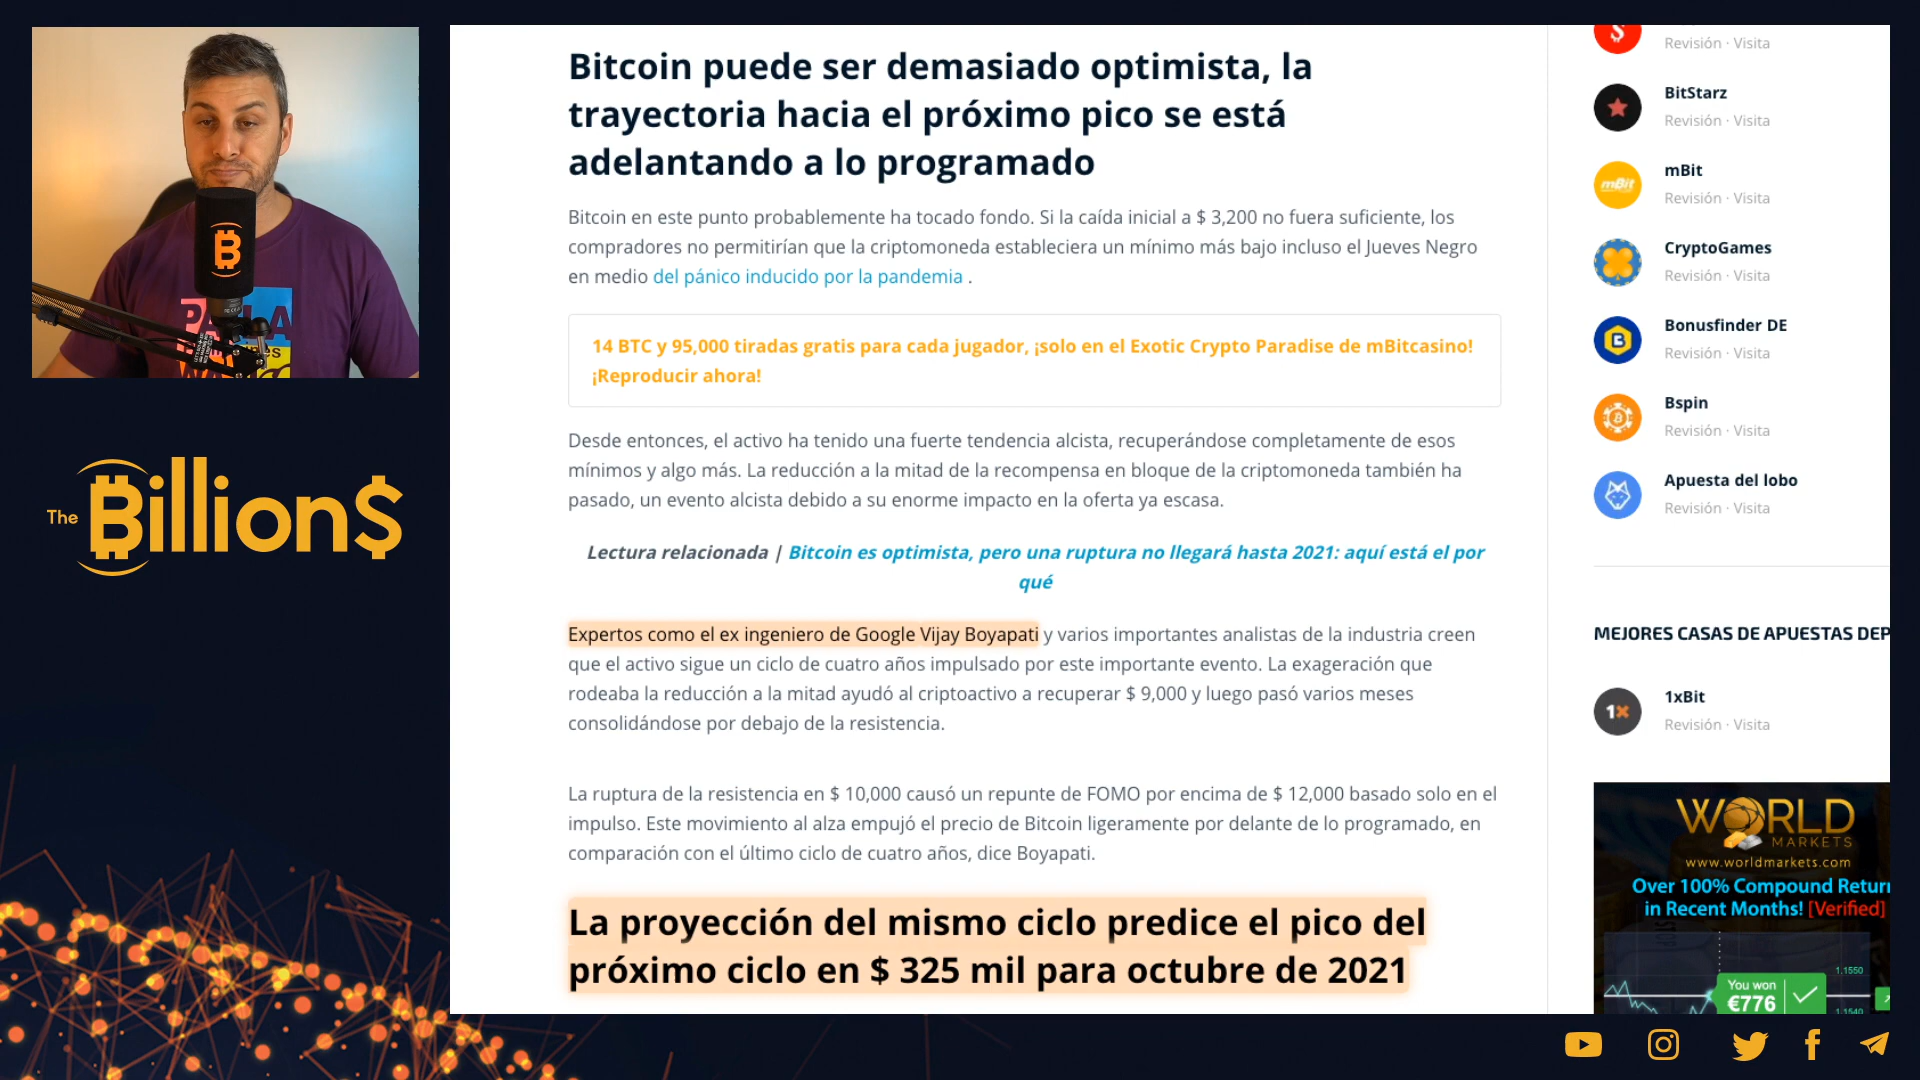 The Billion$
Bitcoin puede ser demasiado optimista, la
trayectoria hacia el próximo pico se está
adelantando a lo programado
Bitcoin en este punto probablemente ha tocado fondo. Si la caída inicial a $ 3,200 no fuera suficiente, los
compradores no permitirían que la criptomoneda estableciera un mínimo más bajo incluso el Jueves Negro
en medio del pánico inducido por la pandemia .
14 BTC y 95,000 tiradas gratis para cada jugador, ¡solo en el Exotic Crypto Paradise de mBitcasino!
¡Reproducir ahora!
Desde entonces, el activo ha tenido una fuerte tendencia alcista, recuperándose completamente de esos
mínimos y algo más. La reducción a la mitad de la recompensa en bloque de la criptomoneda también ha
pasado, un evento alcista debido a su enorme impacto en la oferta ya escasa.
Lectura relacionada | Bitcoin es optimista, pero una ruptura no llegará hasta 2021: aquí está el por
qué
Expertos como el ex ingeniero de Google Vijay Boyapati y varios importantes analistas de la industria creen
que el activo sigue un ciclo de cuatro años impulsado por este importante evento. La exageración que
rodeaba la reducción a la mitad ayudó al criptoactivo a recuperar $ 9,000 y luego pasó varios meses
consolidándose por debajo de la resistencia.
La ruptura de la resistencia en $ 10,000 causó un repunte de FOMO por encima de $ 12,000 basado solo en el
impulso. Este movimiento al alza empujó el precio de Bitcoin ligeramente por delante de lo programado, en
comparación con el último ciclo de cuatro años, dice Boyapati.
La proyección del mismo ciclo predice el pico del
próximo ciclo en $ 325 mil para octubre de 2021
Revisión · Visita
BitStarz
Revisión · Visita
mBit
mBit
Revisión · Visita
CryptoGames
Revisión · Visita
Bonusfinder DE
Revisión · Visita
Bspin
Revisión · Visita
Apuesta del lobo
Revisión · Visita
MEJORES CASAS DE APUESTAS DEP
1x
1xBit
Revisión · Visita
WORLD
MARKETS
www.worldmarkets.com
Over 100% Compound Return
in Recent Months! [Verified]
1,1550
You won
€776
1,1540